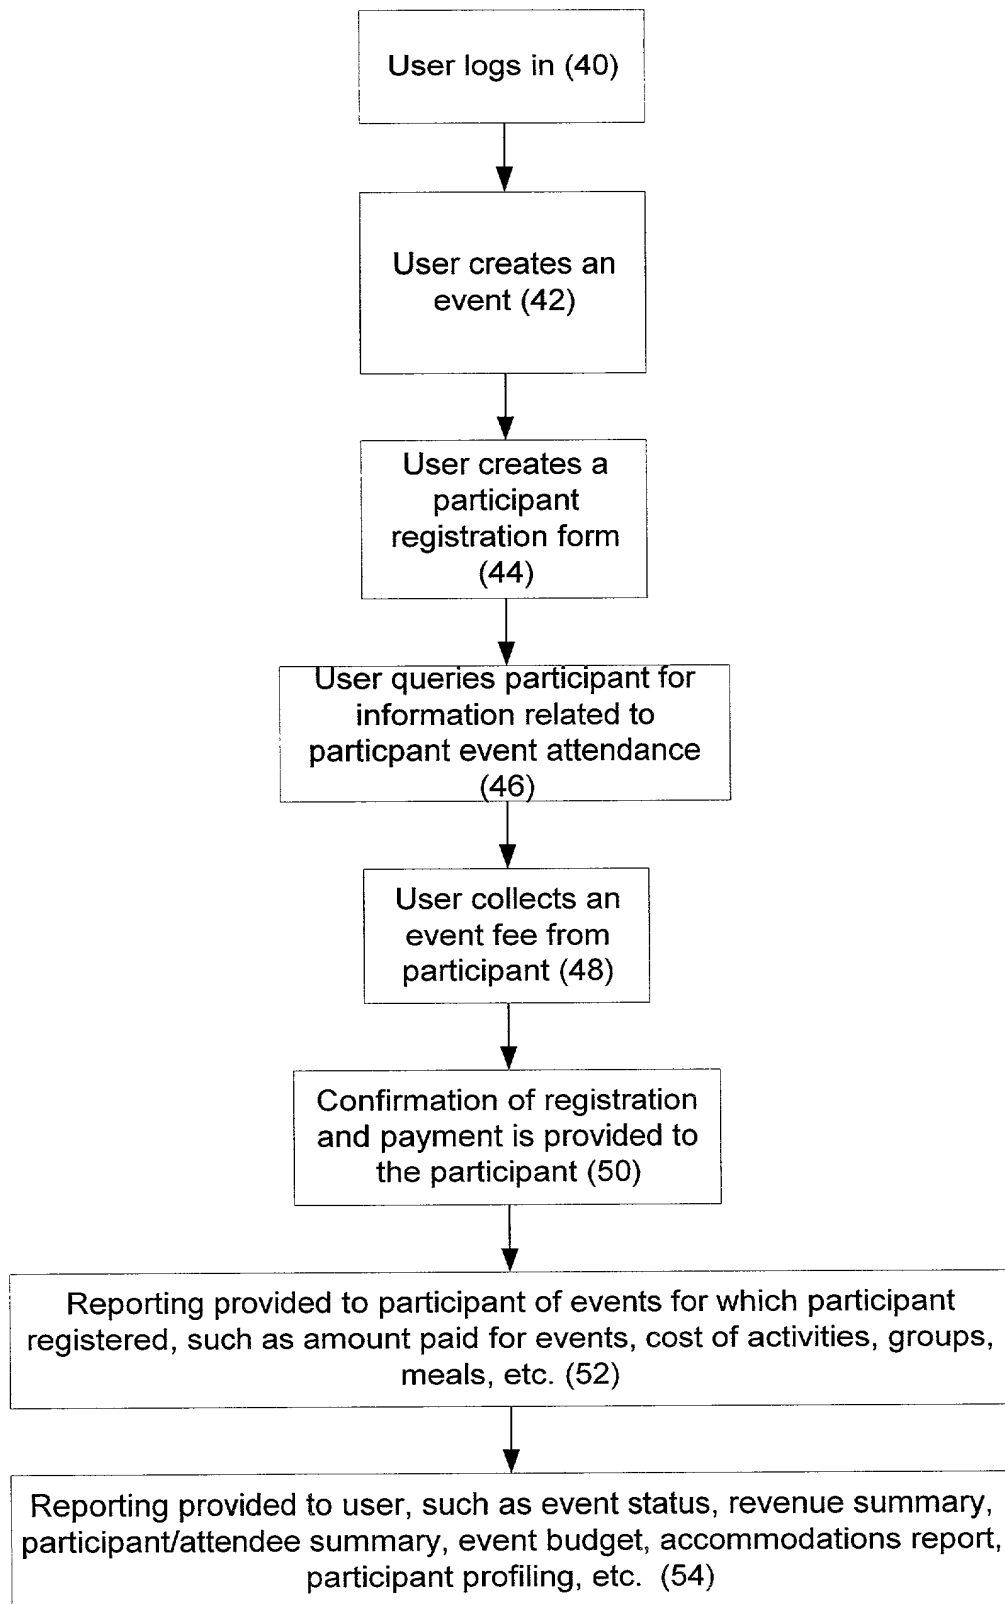 User logs in (40)
User creates an
event (42)
User creates a
participant
registration form
(44)
User queries participant for
information related to
particpant event attendance
(46)
User collects an
event fee from
participant (48)
Confirmation of registration
and payment is provided to
the participant (50)
Reporting provided to participant of events for which participant
registered, such as amount paid for events, cost of activities, groups,
meals, etc. (52)
Reporting provided to user, such as event status, revenue summary,
participant/attendee summary, event budget, accommodations report,
participant profiling, etc. (54)